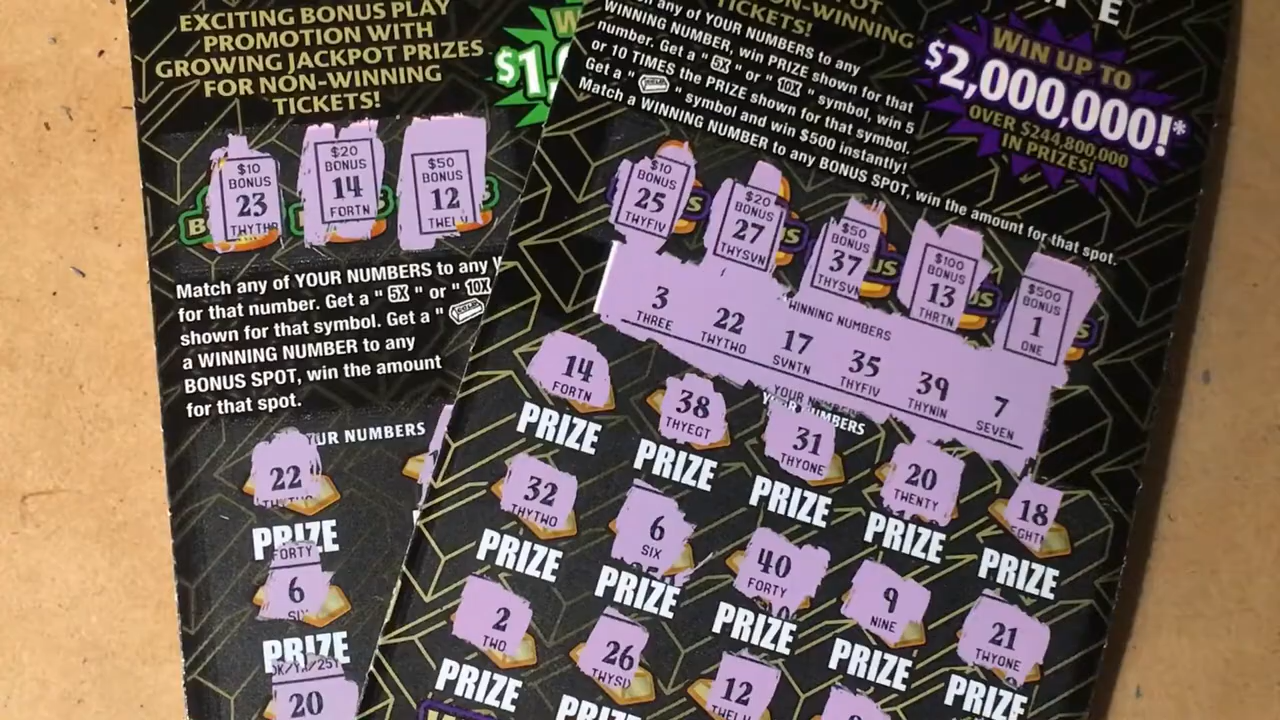 EXCITING BONUS PLAY
PROMOTION WITH
GROWING JACKPOT PRIZES
FOR NON-WINNING
TICKETS!
$10
BONUS
23
$20
BONUS
14
FORTN
$50
BONUS
12
Match any of YOUR NUMBERS to any
for that number. Get a " 5X " or " 10X
shown for that symbol. Get a "
a WINNING NUMBER to any
BONUS SPOT, win the amount
for that spot.
NUMBERS
22
PRIZE
FORTY
6
PRIZE
20
NON-WINNING
TICKETS!
any of YOUR NUMBERS to any
WINNING NUMBER, win PRIZE shown for that
number. Get a " 5X " or " 10X " symbol, win 5
or 10 TIMES the PRIZE shown for that symbol.
Get a " " symbol and win $500 instantly!
Match a WINNING NUMBER to any BONUS SPOT, win the amount for that spot.
WIN UP TO
$2,000,000!*
OVER $244,800,000
IN PRIZES!
$10
BONUS
25
THYFIV
$20
BONUS
27
THYSVN
$50
BONUS
37
THYSVN
$100
BONUS
13
THRTN
$500
BONUS
1
ONE
WINNING NUMBERS
3
THREE
22
TWYTWO
17
SVNTN
35
THYFIV
39
THYNIN
7
SEVEN
YOUR NUMBERS
14
FORTN
PRIZE
38
THYEGT
PRIZE
31
THYONE
PRIZE
20
TWENTY
PRIZE
18
PRIZE
32
THYTWO
PRIZE
6
SIX
PRIZE
40
FORTY
PRIZE
9
NINE
PRIZE
21
TWYONE
PRIZE
2
TWO
PRIZE
26
PRIZE
12